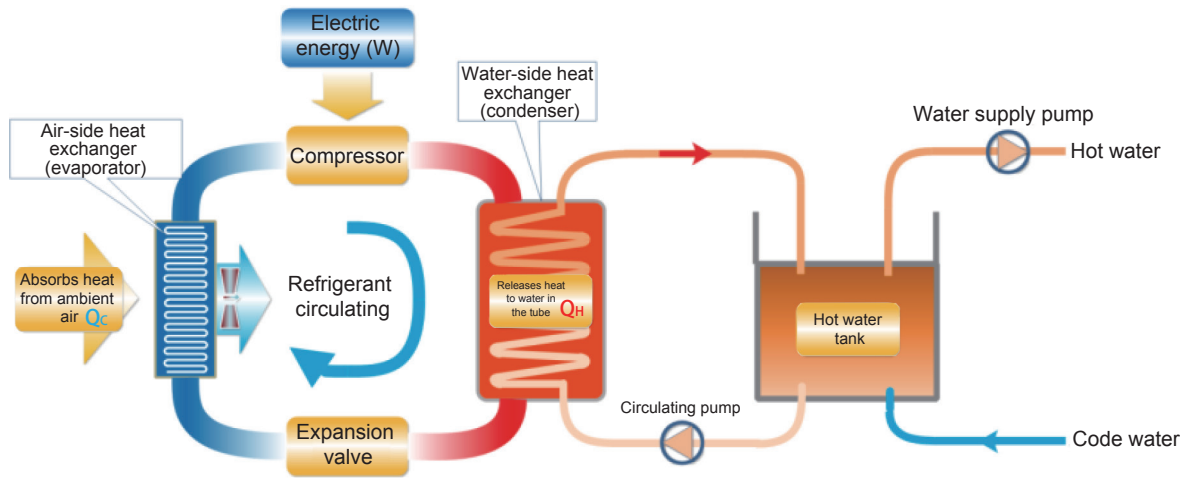 Electric
energy (W)
Water-side heat
exchanger
(condenser)
Air-side heat
exchanger
(evaporator)
Compressor
Water supply pump
Hot water
Absorbs heat
from ambient
air QC
Refrigerant
circulating
Releases heat
to water in
the tube QH
Hot water
tank
Circulating pump
Expansion
valve
Code water